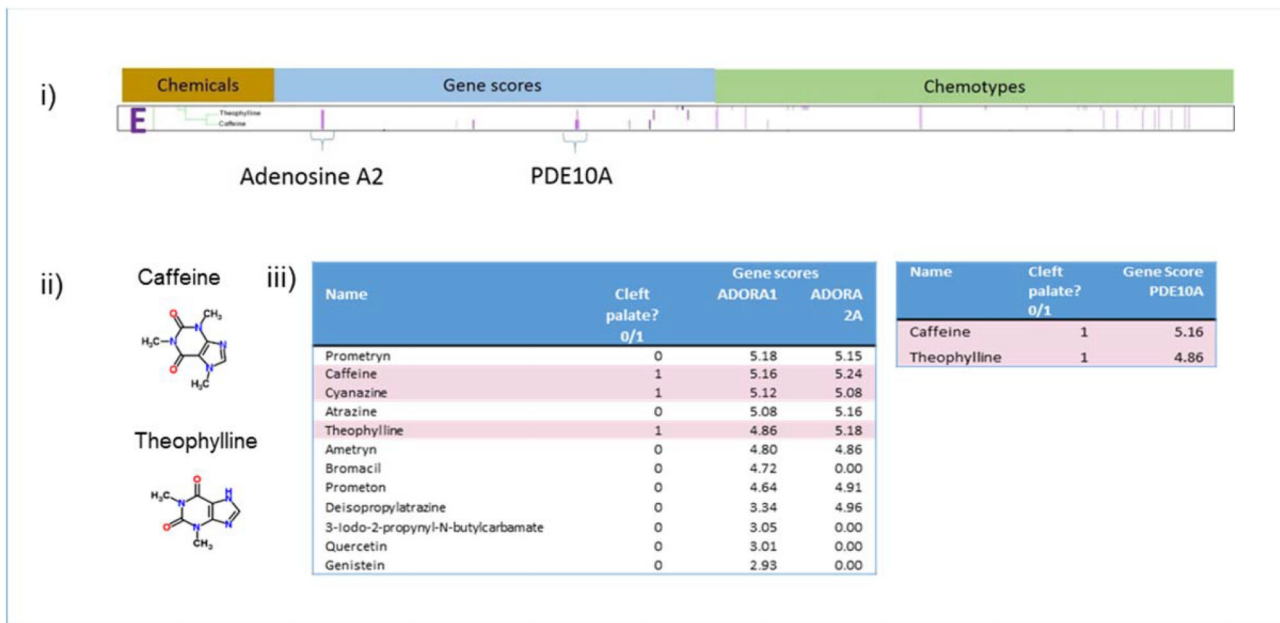 i)
Chemicals Gene scores Chemotypes
E
Theophylline
Caffeine
Adenosine A2 PDE10A
ii)
Caffeine
O
CH₃
N
H₃C
N
N
O
N
H₃C
Theophylline
O
H
H₃C
N
N
O
N
N
CH₃
iii)
Gene scores
Name Cleft ADORA1 ADORA
palate? 2A
0/1
Prometryn 0 5.18 5.15
Caffeine 1 5.16 5.24
Cyanazine 1 5.12 5.08
Atrazine 0 5.08 5.16
Theophylline 1 4.86 5.18
Ametryn 0 4.80 4.86
Bromacil 0 4.72 0.00
Prometon 0 4.64 4.91
Deisopropylatrazine 0 3.34 4.96
3-Iodo-2-propynyl-N-butylcarbamate 0 3.05 0.00
Quercetin 0 3.01 0.00
Genistein 0 2.93 0.00
Name Cleft Gene Score
palate? PDE10A
0/1
Caffeine 1 5.16
Theophylline 1 4.86